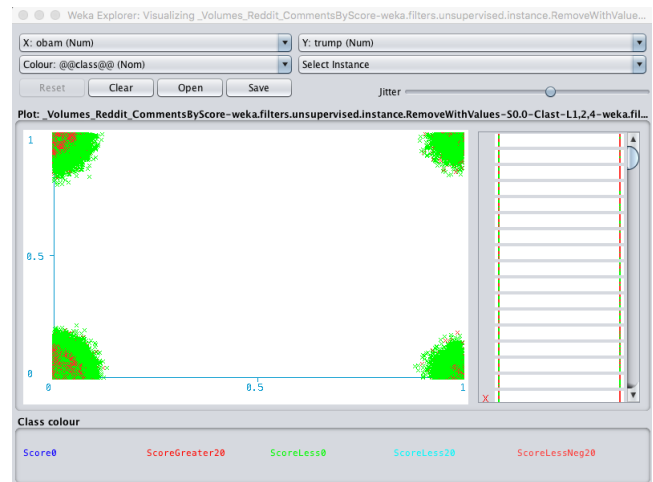 Weka Explorer: Visualizing _Volumes_Reddit_CommentsByScore-weka.filters.unsupervised.instance.RemoveWithValue...
X: obam (Num) Y: trump (Num)
Colour: @@class@@ (Nom) Select Instance
Reset Clear Open Save Jitter
Plot: _Volumes_Reddit_CommentsByScore-weka.filters.unsupervised.instance.RemoveWithValues-S0.0-Clast-L1,2,4-weka.fil...
1
0.5
0
0 0.5 1
X
Class colour
Score0 ScoreGreater20 ScoreLess0 ScoreLess20 ScoreLessNeg20